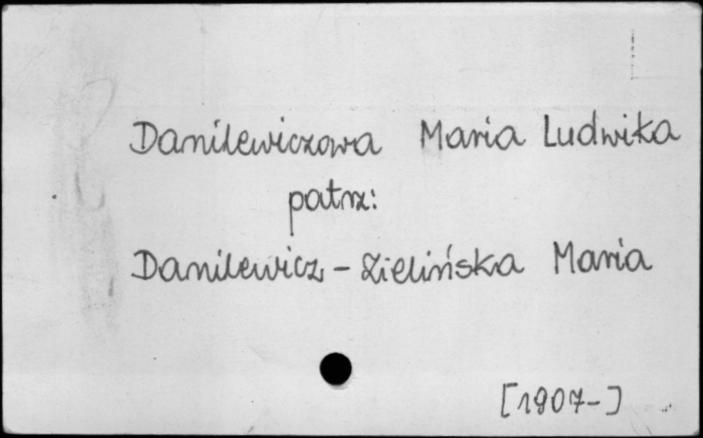 Danilewiczowa Maria Ludwika
patrz:
Danilewicz-Zielińska Maria
[1907-]